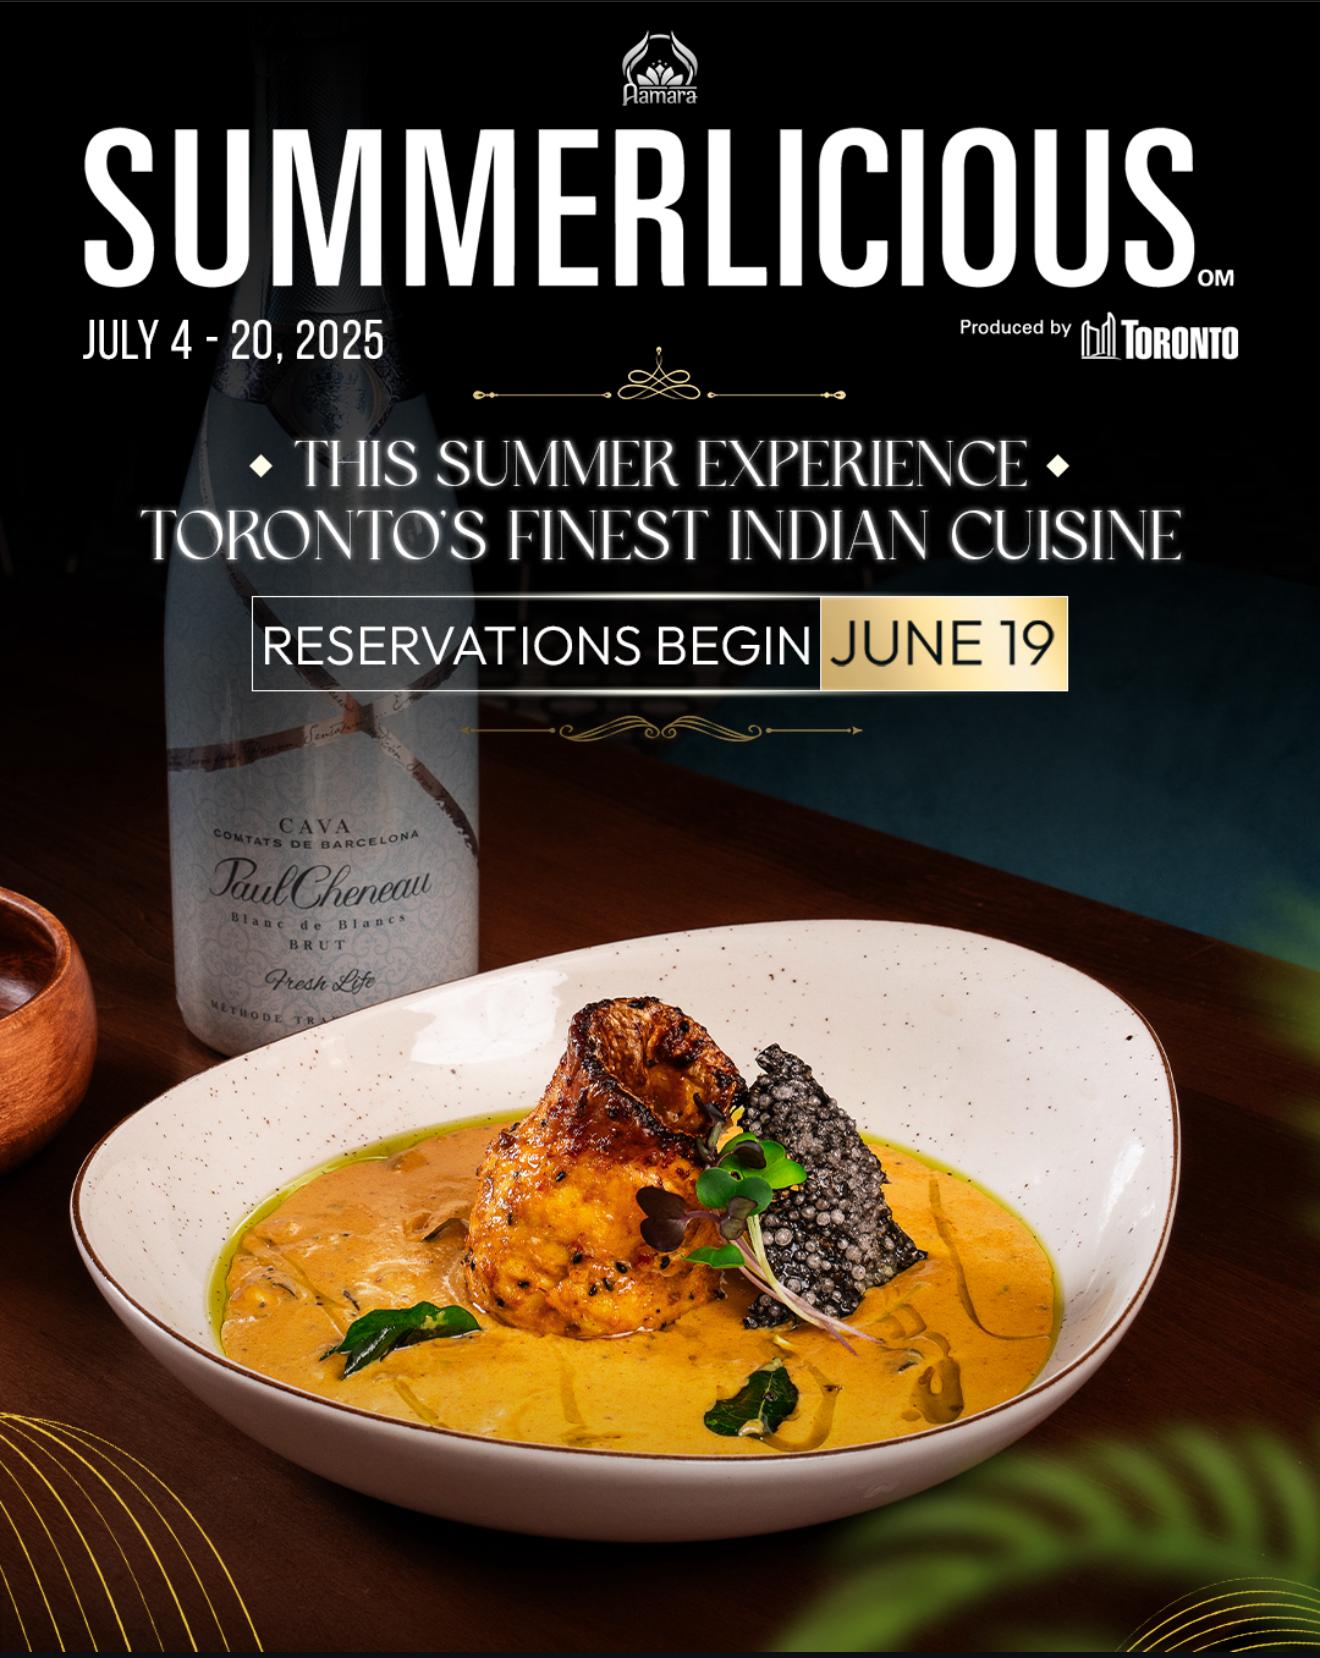 Aamara
SUMMERLICIOUS OM
JULY 4 - 20, 2025
Produced by TORONTO
THIS SUMMER EXPERIENCE
TORONTO'S FINEST INDIAN CUISINE
RESERVATIONS BEGIN JUNE 19
CAVA
COMTATS DE BARCELONA
Paul Cheneau
Blanc de Blancs
BRUT
Fresh Life
MÉTHODE